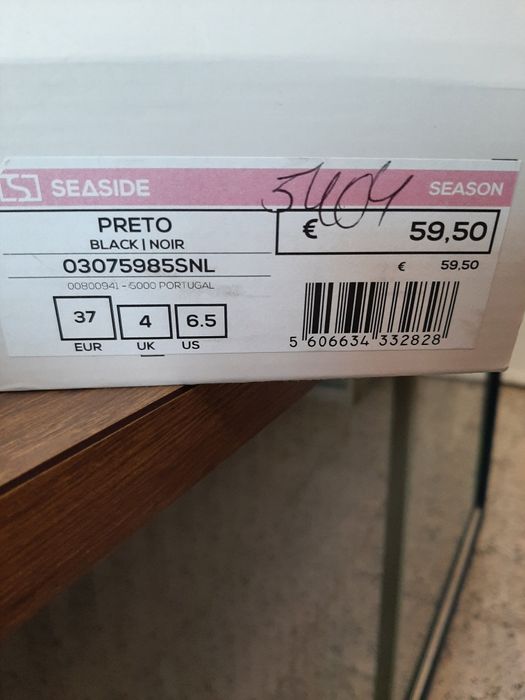 SEASIDE
5404
SEASON
PRETO
BLACK | NOIR
03075985SNL
00800941 - 5000 PORTUGAL
37
EUR
4
UK
6.5
US
€ 59,50
€ 59,50
5 606634 332828